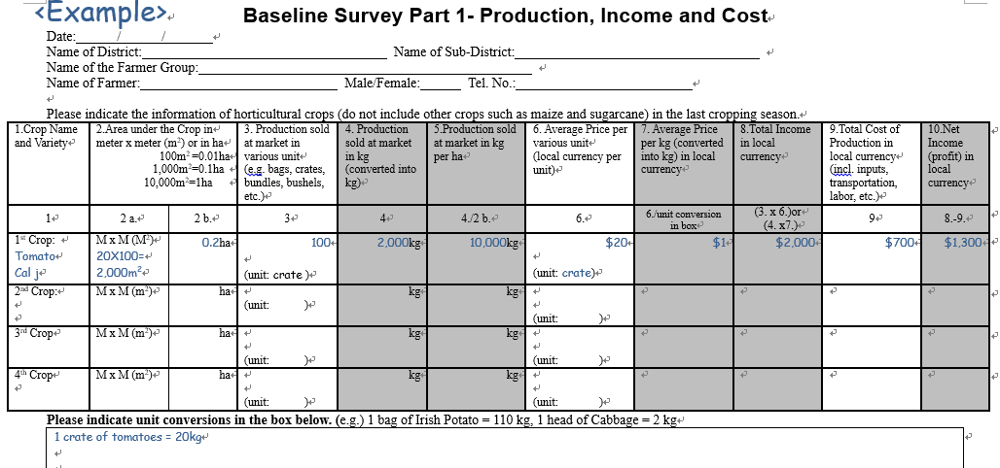 <Example>
Baseline Survey Part 1- Production, Income and Cost
Date: / /
Name of District: Name of Sub-District:
Name of the Farmer Group:
Name of Farmer: Male/Female: Tel. No.:
Please indicate the information of horticultural crops (do not include other crops such as maize and sugarcane) in the last cropping season.
1.Crop Name
and Variety
2.Area under the Crop in
meter x meter (m²) or in ha
100m²=0.01ha
1,000m²=0.1ha
10,000m²=1ha
3. Production sold
at market in
various unit
(e.g. bags, crates,
bundles, bushels,
etc.)
4. Production
sold at market
in kg
(converted into
kg)
5.Production sold
at market in kg
per ha
6. Average Price per
various unit
(local currency per
unit)
7. Average Price
per kg (converted
into kg) in local
currency
8.Total Income
in local
currency
9.Total Cost of
Production in
local currency
(incl. inputs,
transportation,
labor, etc.)
10.Net
Income
(profit) in
local
currency
1
2 a.
2 b.
3
4
4./2 b.
6.
6./unit conversion
in box
(3. x 6.)or
(4. x7.)
9
8.-9.
1st Crop:
Tomato
Cal j
M x M (M²)
20X100=
2,000m²
0.2ha
100
(unit: crate )
2,000kg
10,000kg
$20
(unit: crate)
$1
$2,000
$700
$1,300
2nd Crop:
M x M (m²)
ha
(unit: )
kg
kg
(unit: )
3rd Crop
M x M (m²)
ha
(unit: )
kg
kg
(unit: )
4th Crop
M x M (m²)
ha
(unit: )
kg
kg
(unit: )
Please indicate unit conversions in the box below. (e.g.) 1 bag of Irish Potato = 110 kg, 1 head of Cabbage = 2 kg
1 crate of tomatoes = 20kg